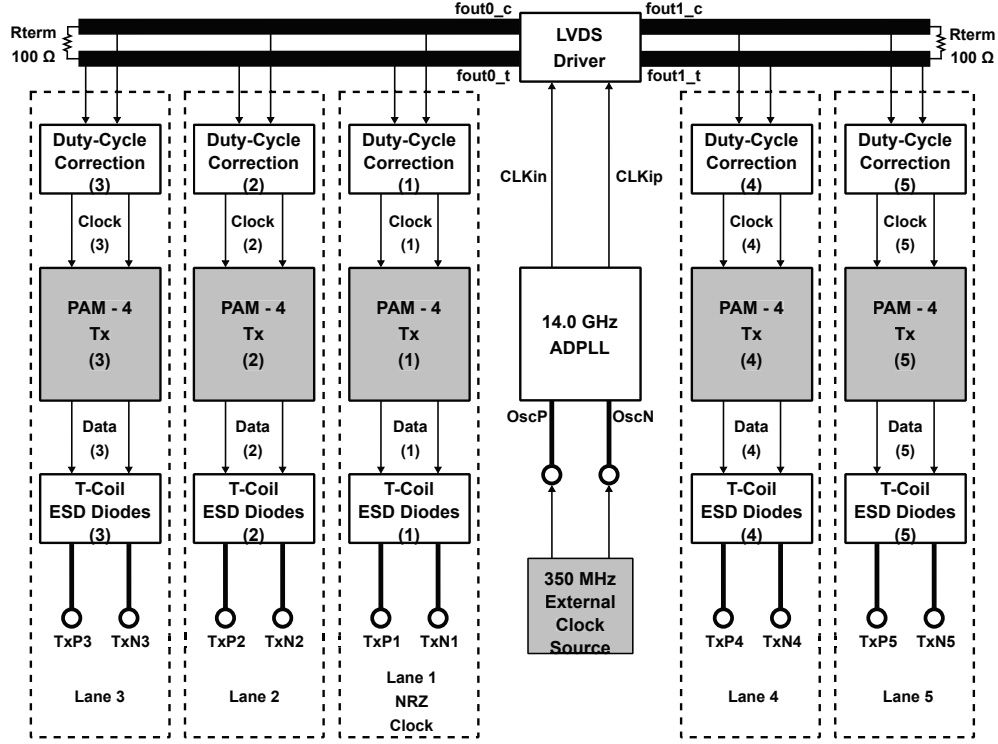 fout0_c
fout1_c
Rterm
100 Ω
LVDS
Driver
Rterm
100 Ω
fout0_t
fout1_t
Duty-Cycle
Correction
(3)
Duty-Cycle
Correction
(2)
Duty-Cycle
Correction
(1)
CLKin
CLKip
Duty-Cycle
Correction
(4)
Duty-Cycle
Correction
(5)
Clock
(3)
Clock
(2)
Clock
(1)
Clock
(4)
Clock
(5)
PAM - 4
Tx
(3)
PAM - 4
Tx
(2)
PAM - 4
Tx
(1)
14.0 GHz
ADPLL
PAM - 4
Tx
(4)
PAM - 4
Tx
(5)
Data
(3)
Data
(2)
Data
(1)
OscP
OscN
Data
(4)
Data
(5)
T-Coil
ESD Diodes
(3)
T-Coil
ESD Diodes
(2)
T-Coil
ESD Diodes
(1)
T-Coil
ESD Diodes
(4)
T-Coil
ESD Diodes
(5)
350 MHz
External
Clock
Source
TxP3
TxN3
TxP2
TxN2
TxP1
TxN1
TxP4
TxN4
TxP5
TxN5
Lane 3
Lane 2
Lane 1
NRZ
Clock
Lane 4
Lane 5